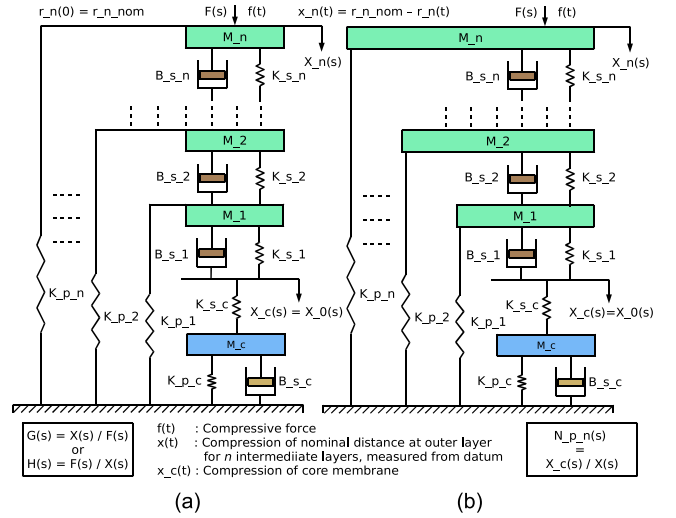 r_n(0) = r_n_nom
F(s) f(t)
x_n(t) = r_n_nom – r_n(t)
F(s) f(t)
M_n
X_n(s)
B_s_n
K_s_n
M_2
B_s_2
K_s_2
M_1
B_s_1
K_s_1
K_p_n
K_p_2
K_p_1
K_s_c
X_c(s) = X_0(s)
M_c
K_p_c
B_s_c
M_n
X_n(s)
B_s_n
K_s_n
M_2
B_s_2
K_s_2
M_1
B_s_1
K_s_1
K_p_n
K_p_2
K_p_1
K_s_c
X_c(s)=X_0(s)
M_c
K_p_c
B_s_c
G(s) = X(s) / F(s)
or
H(s) = F(s) / X(s)
f(t) : Compressive force
x(t) : Compression of nominal distance at outer layer
for n intermediiate layers, measured from datum
x_c(t) : Compression of core membrane
N_p_n(s)
=
X_c(s) / X(s)
(a)
(b)